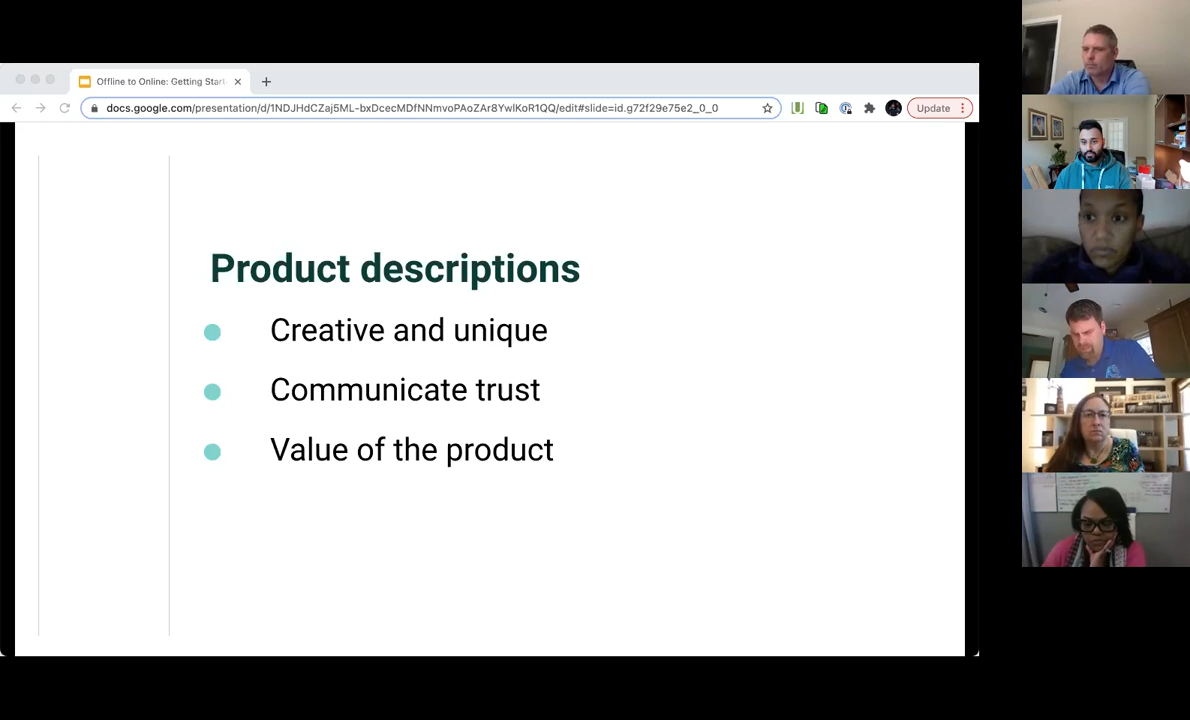 Offline to Online: Getting Star
docs.google.com/presentation/d/1NDJHdCZaj5ML-bxDcecMDfNNmvoPAoZAr8YwlKoR1QQ/edit#slide=id.g72f29e75e2_0_0
Update
Product descriptions
Creative and unique
Communicate trust
Value of the product